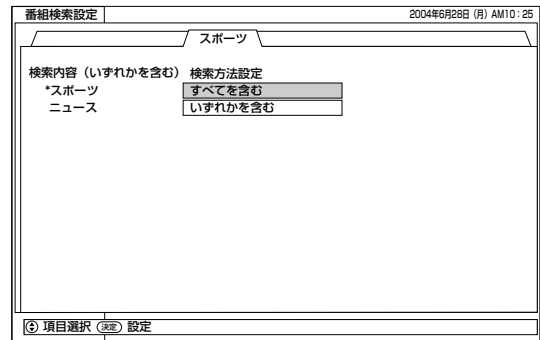 番組検索設定 2004年6月28日（月）AM10：25
スポーツ
検索内容（いずれかを含む） 検索方法設定
*スポーツ すべてを含む
ニュース いずれかを含む
項目選択 決定 設定